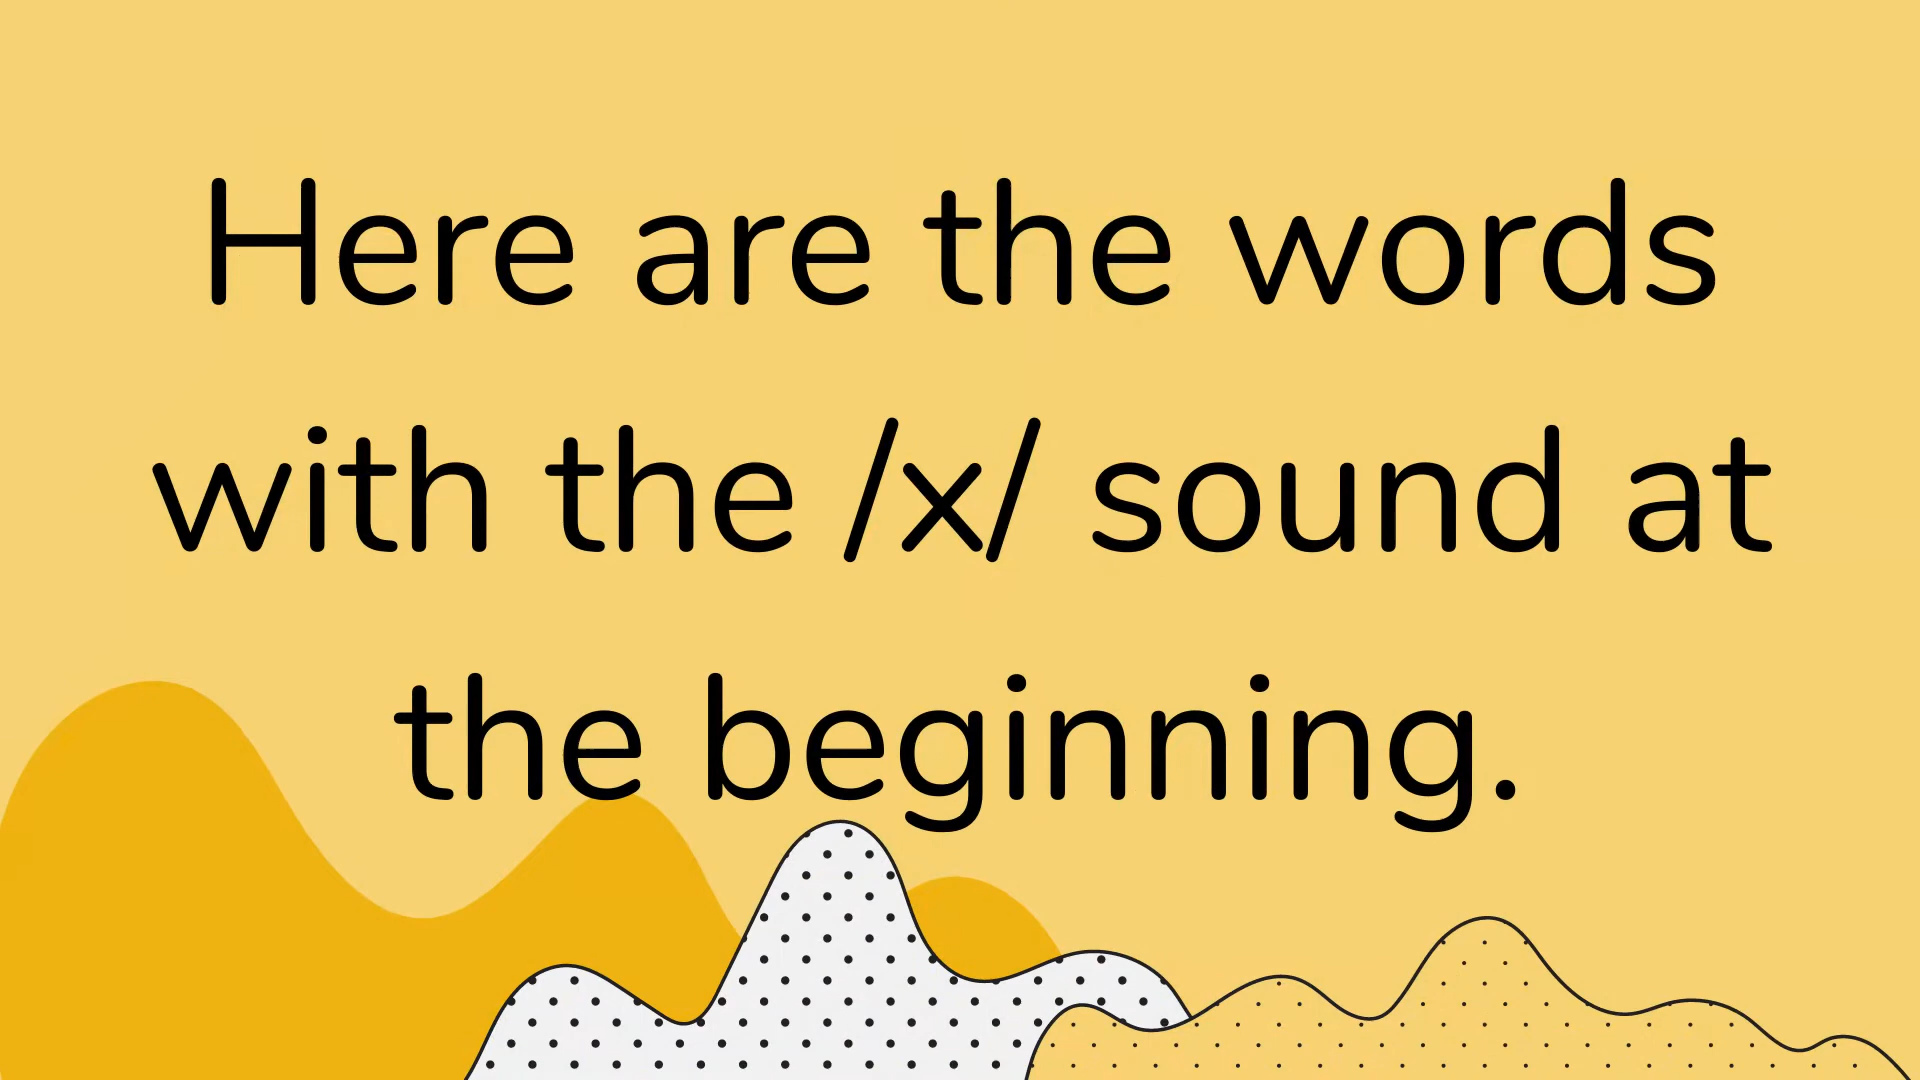 Here are the words
with the /x/ sound at
the beginning.